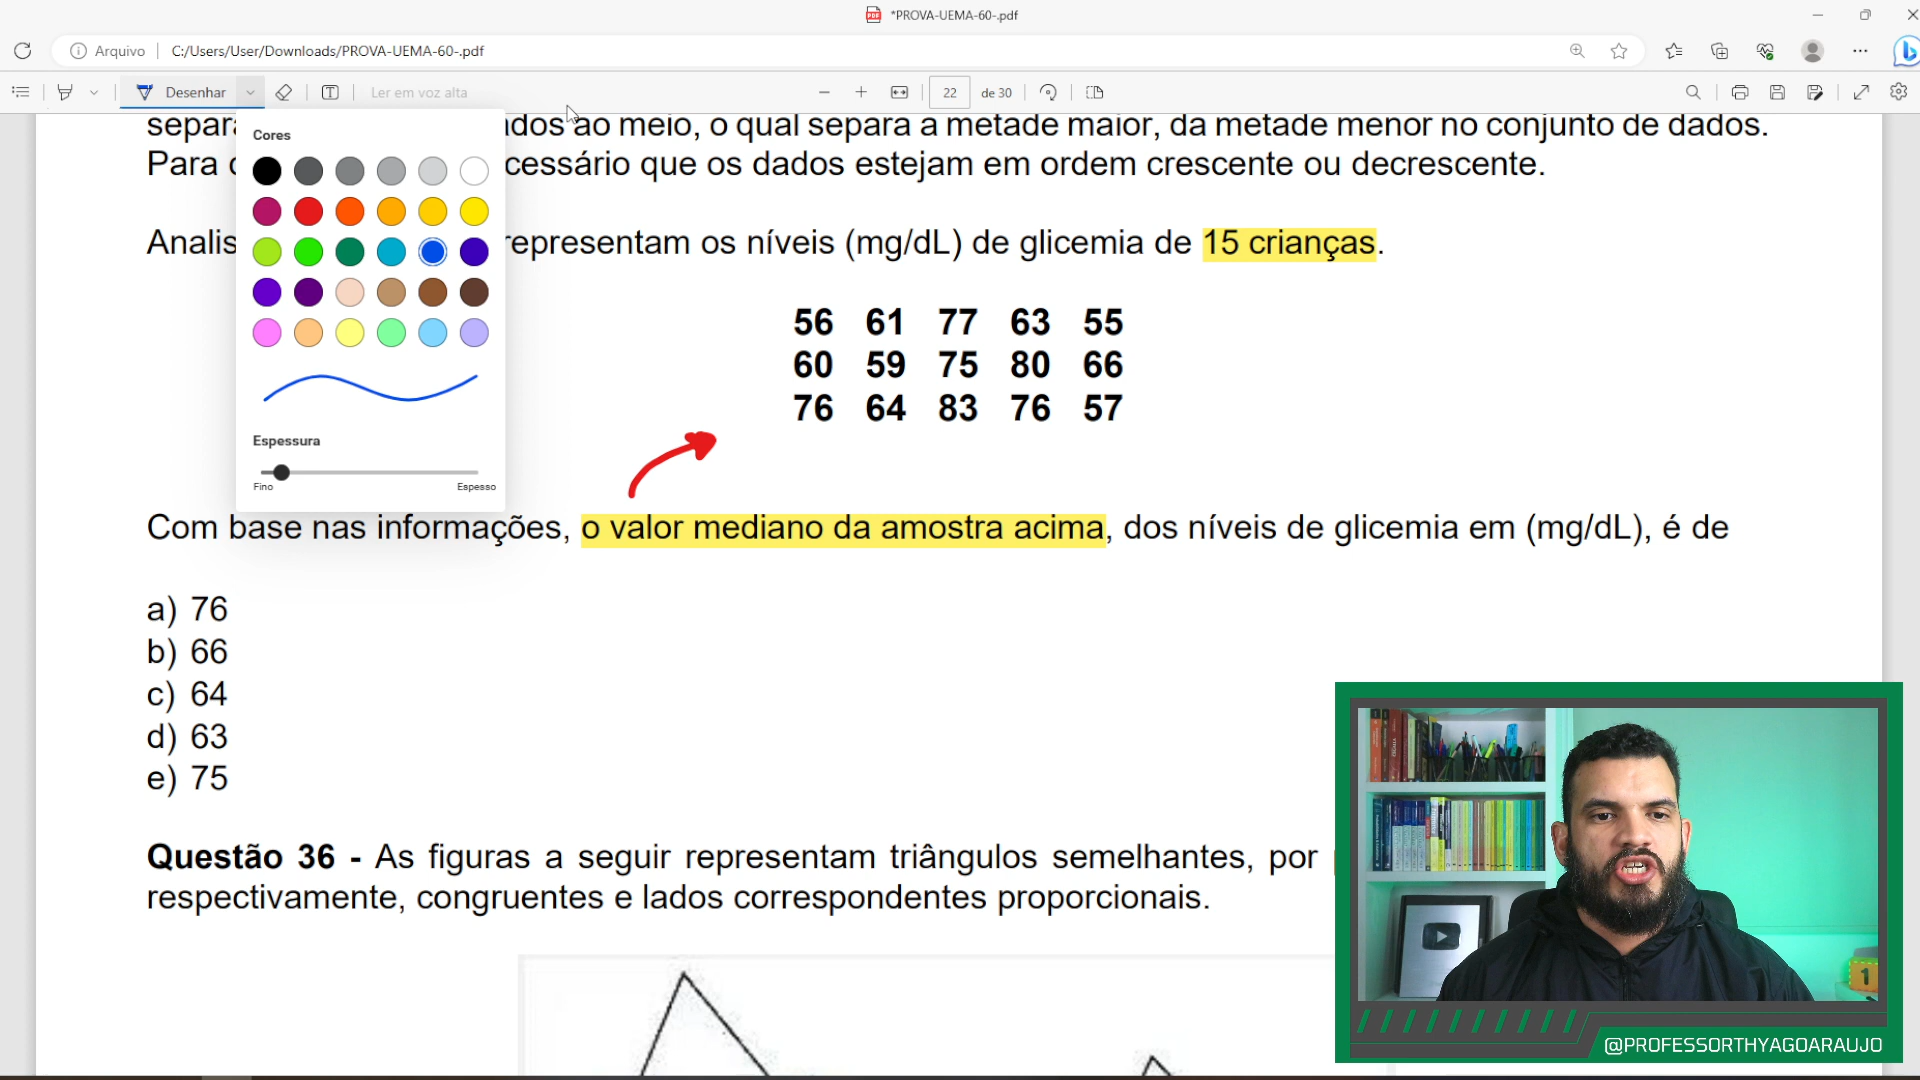 *PROVA-UEMA-60-.pdf
Arquivo
C:/Users/User/Downloads/PROVA-UEMA-60-.pdf
Desenhar
Ler em voz alta
22 de 30
Cores
Espessura
Fino
Espesso
ao meio, o qual separa a metade maior, da metade menor no conjunto de dados.
Para
que os dados estejam em ordem crescente ou decrescente.
representam os níveis (mg/dL) de glicemia de 15 crianças.
56 61 77 63 55
60 59 75 80 66
76 64 83 76 57
Com base nas informações, o valor mediano da amostra acima, dos níveis de glicemia em (mg/dL), é de
a) 76
b) 66
c) 64
d) 63
e) 75
Questão 36 - As figuras a seguir representam triângulos semelhantes, por
respectivamente, congruentes e lados correspondentes proporcionais.
1
@PROFESSORTHYAGOARAUJO